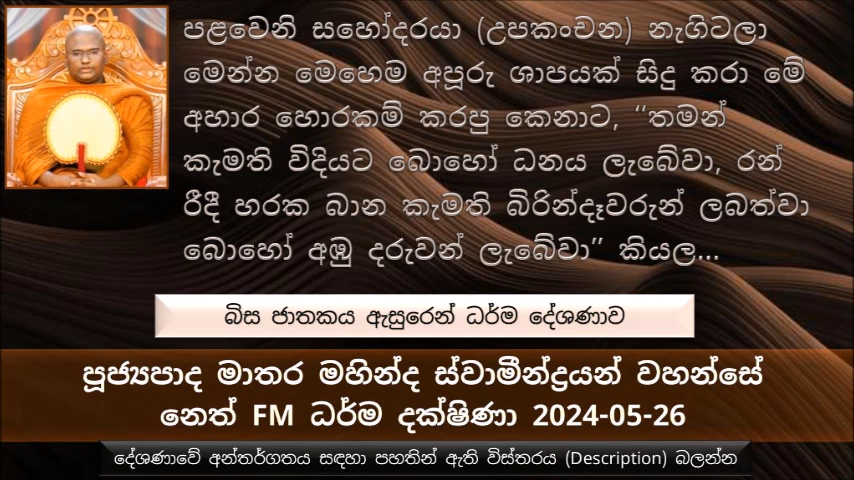 පළවෙනි සහෝදරයා (උපකංචන) නැගිටලා
මෙන්න මෙහෙම අපූරු ශාපයක් සිදු කරා මේ
අහාර හොරකම් කරපු කෙනාට, “තමන්
කැමති විදියට බොහෝ ධනය ලැබේවා, රන්
රිදී හරක බාන කැමති බිරින්දෑවරුන් ලබත්වා
බොහෝ අඹු දරුවන් ලැබේවා” කියල...
බිස ජාතකය ඇසුරෙන් ධර්ම දේශණාව
පූජ්‍යපාද මාතර මහින්ද ස්වාමීන්ද්‍රයන් වහන්සේ
නෙත් FM ධර්ම දක්ෂිණා 2024-05-26
දේශණාවේ අන්තර්ගතය සඳහා පහතින් ඇති විස්තරය (Description) බලන්න